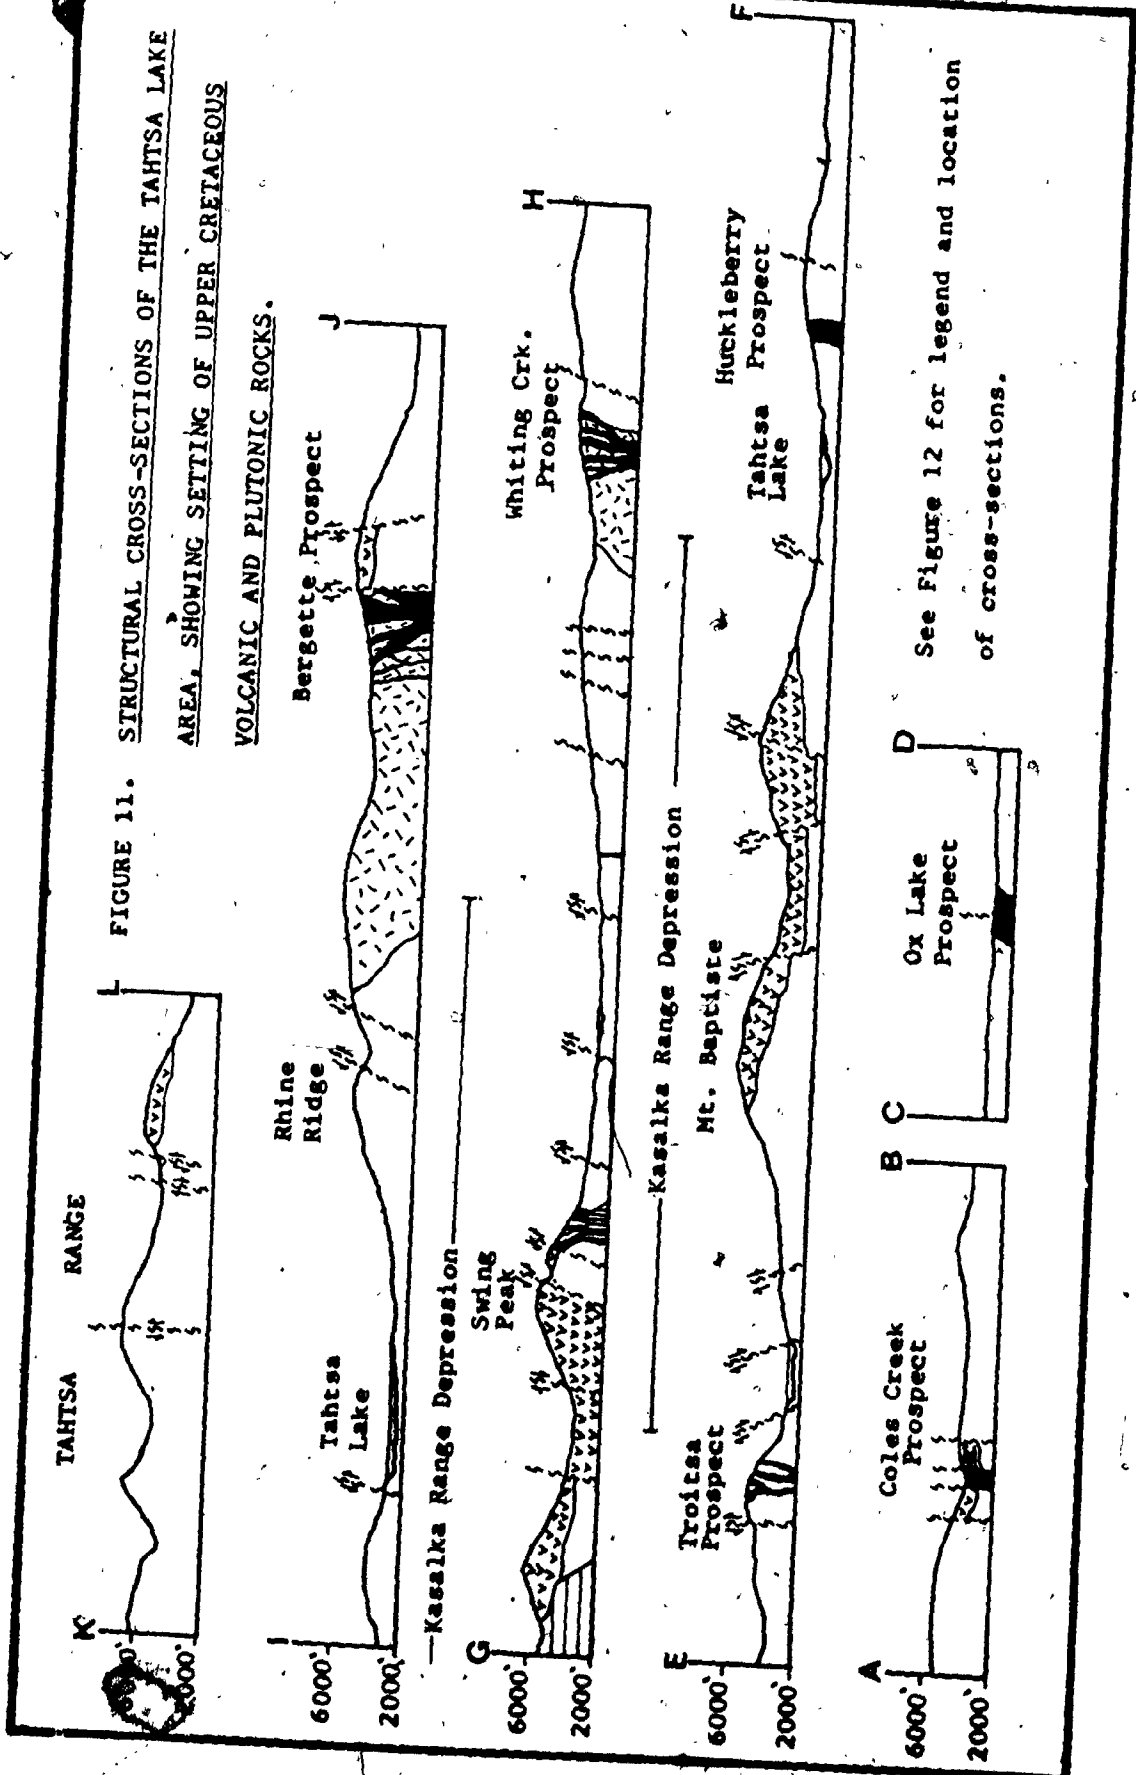 FIGURE 11. STRUCTURAL CROSS-SECTIONS OF THE TAHTSA LAKE
AREA, SHOWING SETTING OF UPPER CRETACEOUS
VOLCANIC AND PLUTONIC ROCKS.
K
L
TAHTSA RANGE
I
J
6000'
2000'
Tahtsa
Lake
Rhine
Ridge
Bergette Prospect
Kasalka Range Depression
G
H
6000'
2000'
Swing
Peak
Whiting Crk.
Prospect
Kasalka Range Depression
E
F
6000'
2000'
Troitsa
Prospect
Mt. Baptiste
Tahtsa
Lake
Huckleberry
Prospect
A
B
6000'
2000'
Coles Creek
Prospect
C
D
Ox Lake
Prospect
See Figure 12 for legend and location
of cross-sections.